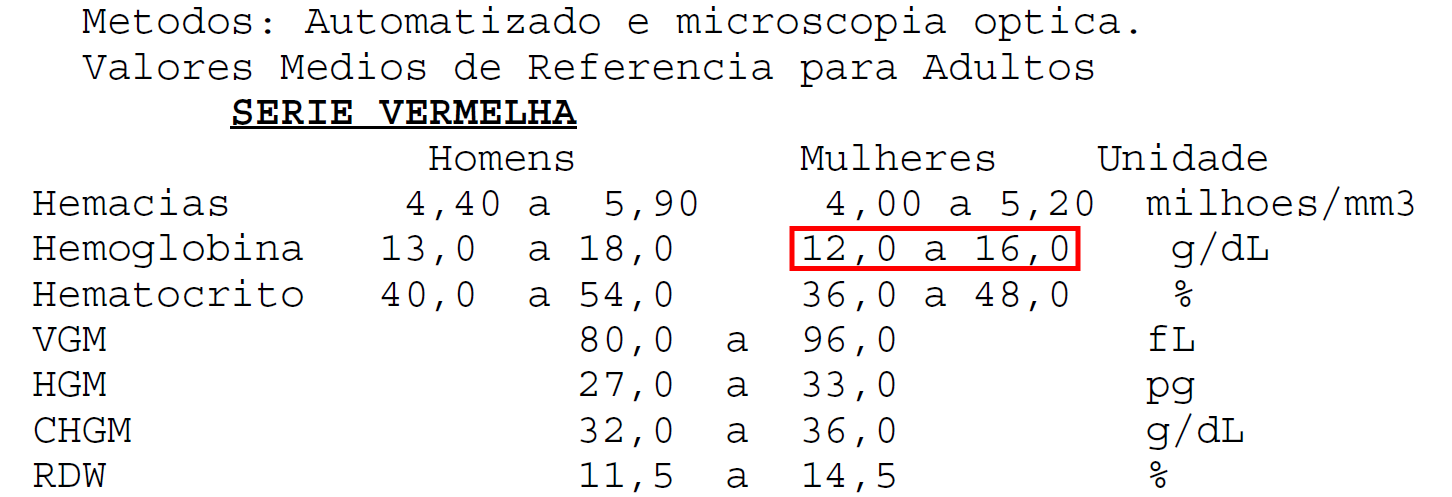 Metodos: Automatizado e microscopia optica.
Valores Medios de Referencia para Adultos
SERIE VERMELHA
Homens Mulheres Unidade
Hemacias 4,40 a 5,90 4,00 a 5,20 milhoes/mm3
Hemoglobina 13,0 a 18,0 12,0 a 16,0 g/dL
Hematocrito 40,0 a 54,0 36,0 a 48,0 %
VGM 80,0 a 96,0 fL
HGM 27,0 a 33,0 pg
CHGM 32,0 a 36,0 g/dL
RDW 11,5 a 14,5 %